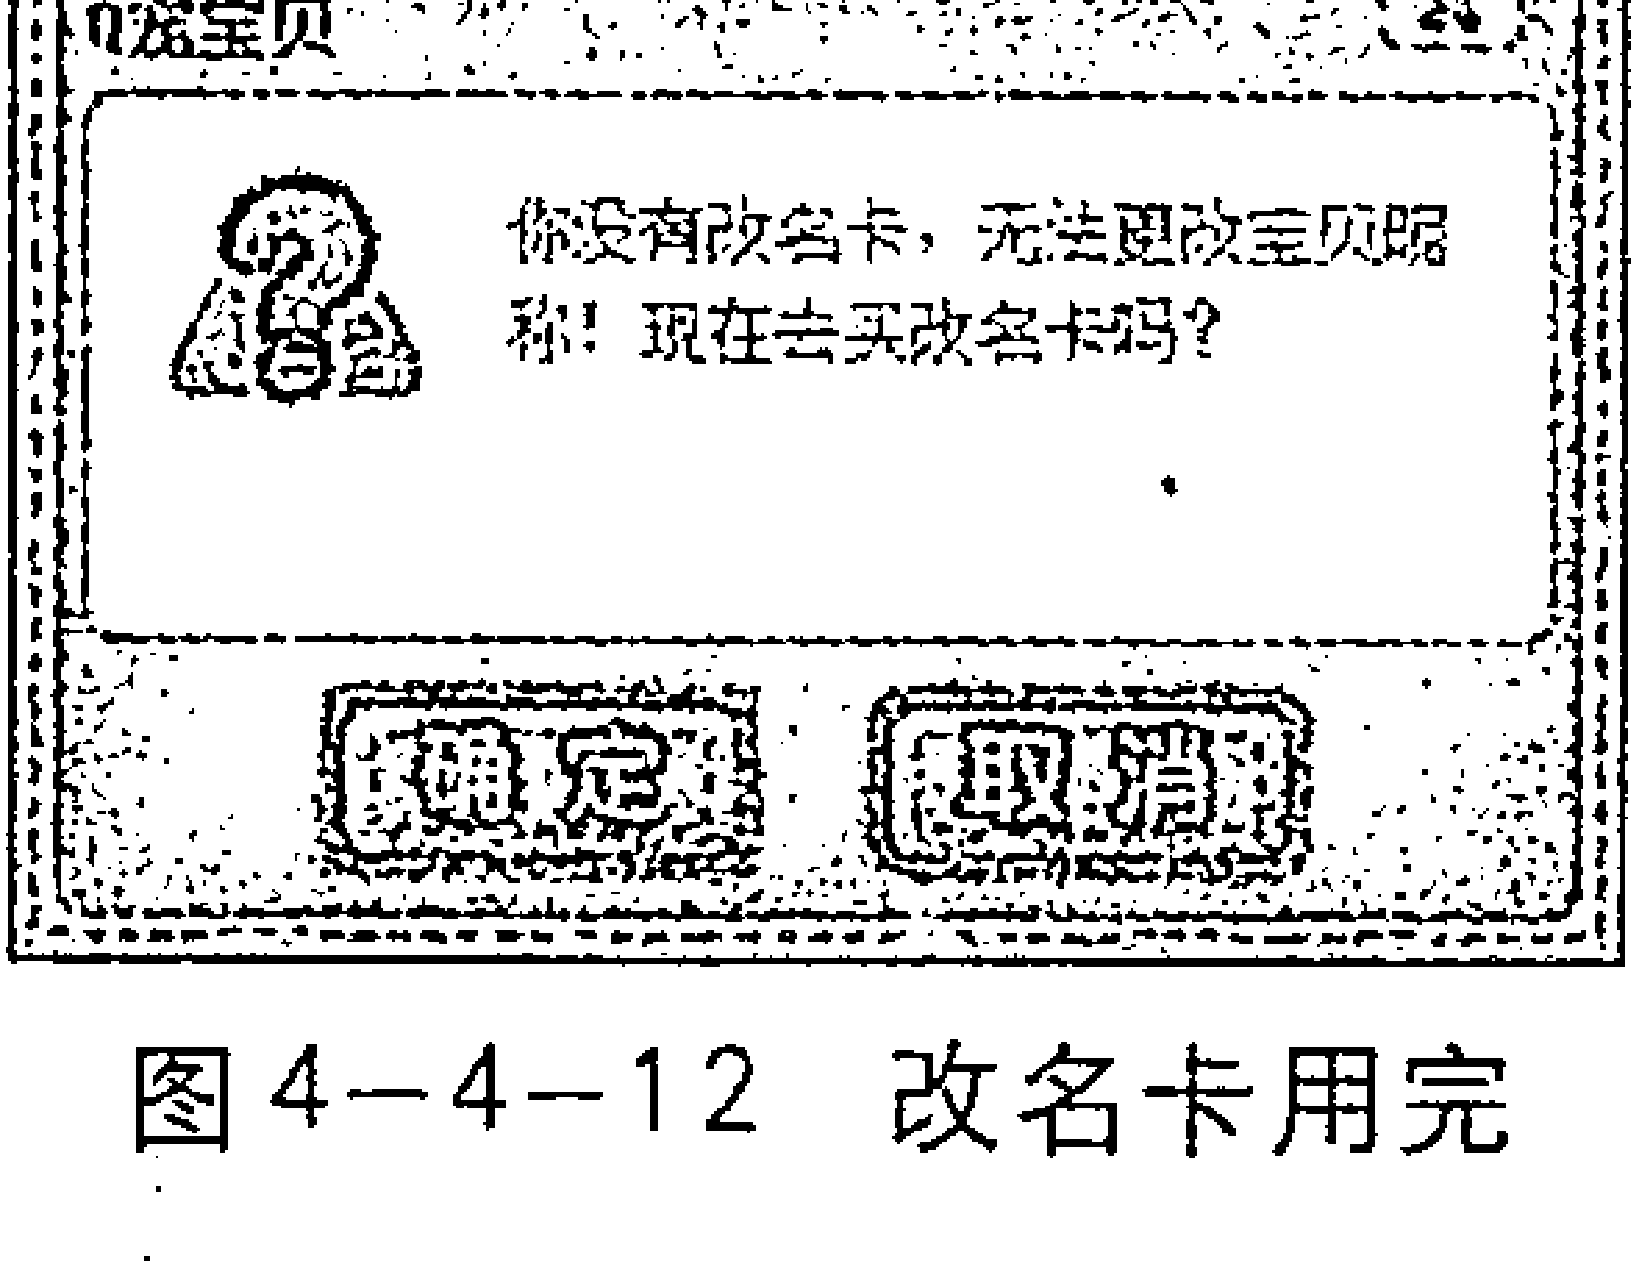 宠宝贝
你没有改名卡，无法更改宝贝昵
称！现在去买改名卡吗？
确定
取消
图4－4－12 改名卡用完